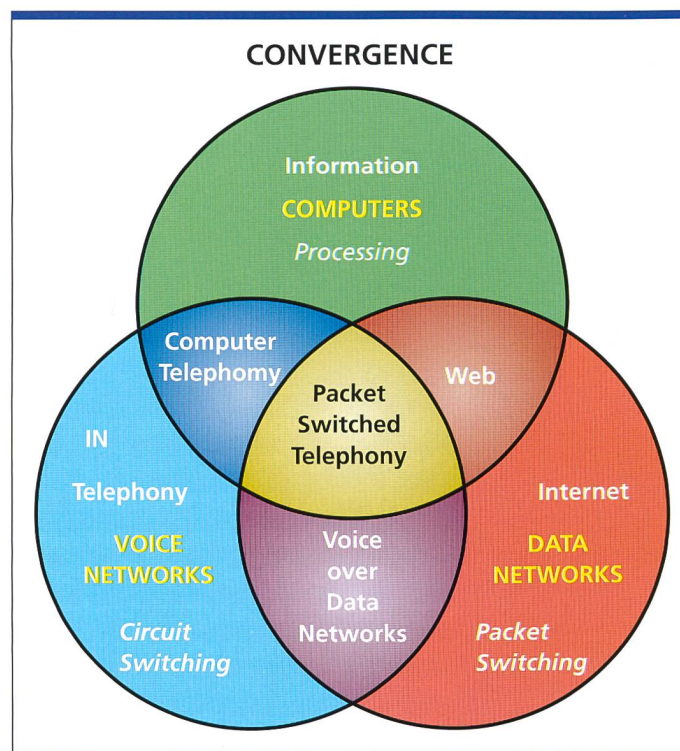 CONVERGENCE
Information
COMPUTERS
Processing
Computer
Telephomy
Web
Packet
Switched
Telephony
IN
Telephony
VOICE
NETWORKS
Circuit
Switching
Voice
over
Data
Networks
Internet
DATA
NETWORKS
Packet
Switching